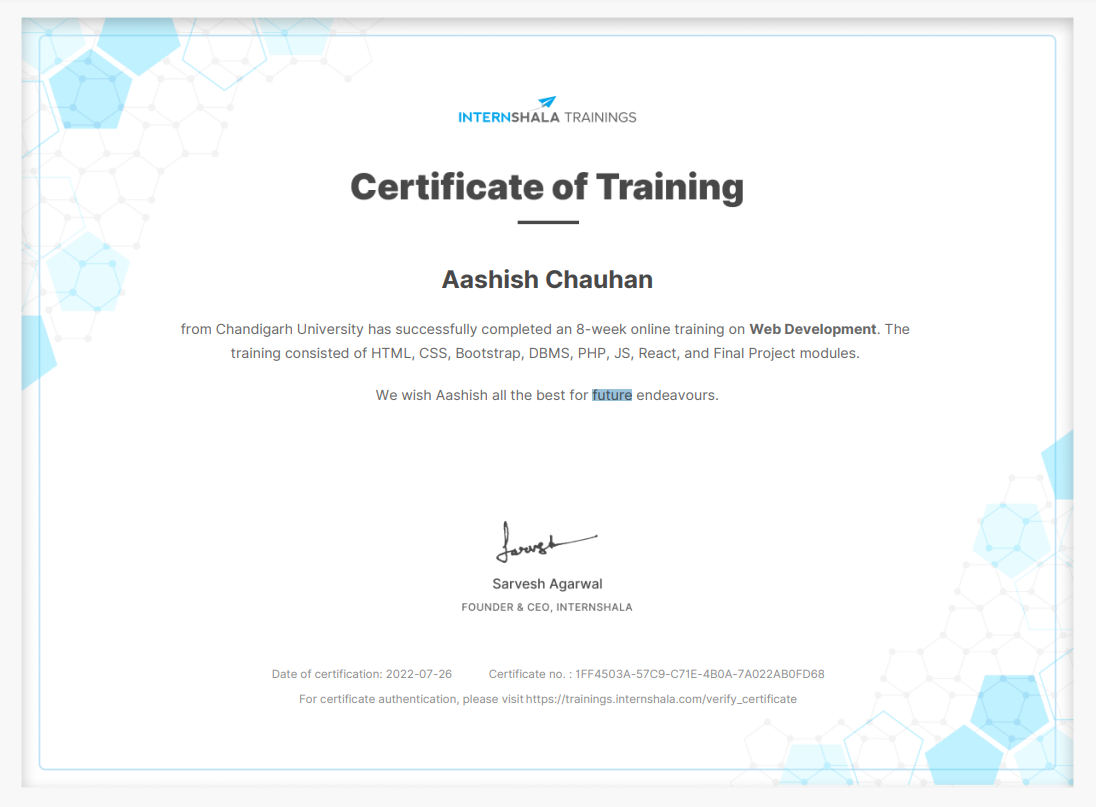 INTERNSHALA TRAININGS
Certificate of Training
Aashish Chauhan
from Chandigarh University has successfully completed an 8-week online training on Web Development. The
training consisted of HTML, CSS, Bootstrap, DBMS, PHP, JS, React, and Final Project modules.
We wish Aashish all the best for future endeavours.
Sarvesh
Sarvesh Agarwal
FOUNDER & CEO, INTERNSHALA
Date of certification: 2022-07-26 Certificate no. : 1FF4503A-57C9-C71E-4B0A-7A022AB0FD68
For certificate authentication, please visit https://trainings.internshala.com/verify_certificate